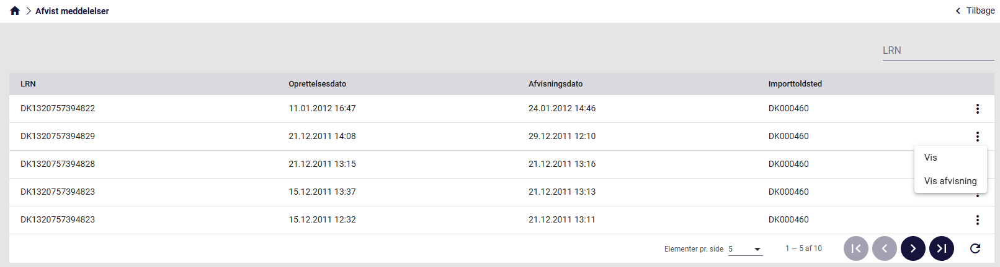 Afvist meddelelser
Tilbage
LRN
LRN Oprettelsesdato Afvisningsdato Importtoldsted
DK1320757394822 11.01.2012 16:47 24.01.2012 14:46 DK000460
DK1320757394829 21.12.2011 14:08 29.12.2011 12:10 DK000460
Vis
DK1320757394828 21.12.2011 13:15 21.12.2011 13:16 DK000460
Vis afvisning
DK1320757394823 15.12.2011 13:37 21.12.2011 13:13 DK000460
DK1320757394823 15.12.2011 12:32 21.12.2011 13:11 DK000460
Elementer pr. side 5 1 — 5 af 10